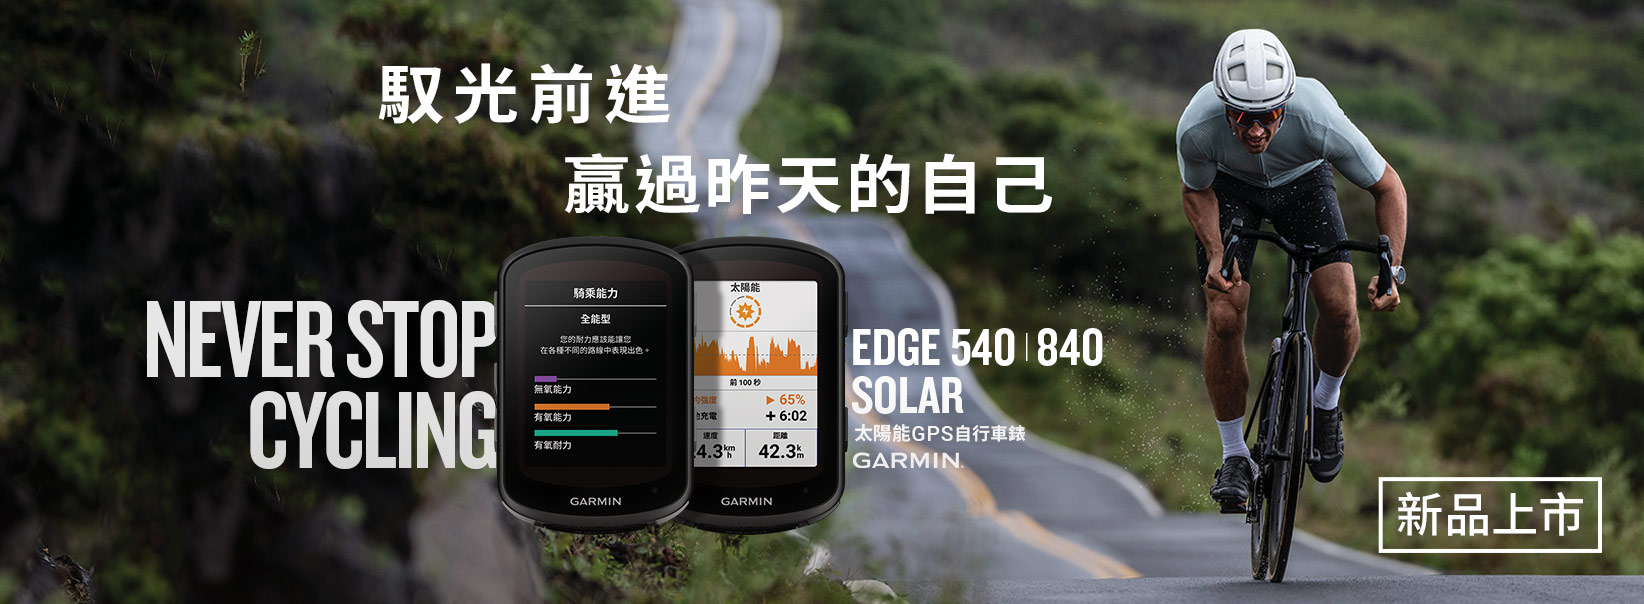 馭光前進
贏過昨天的自己
NEVER STOP
CYCLING
騎乘能力
全能型
您的耐力應該能讓您
在各種不同的路線中表現出色。
無氧能力
有氧能力
有氧耐力
GARMIN
太陽能
前 100 秒
強度 65%
充電 + 6:02
速度
距離
4.3 km/h
42.3 km
GARMIN
EDGE 540 | 840
SOLAR
太陽能GPS自行車錶
GARMIN.
新品上市